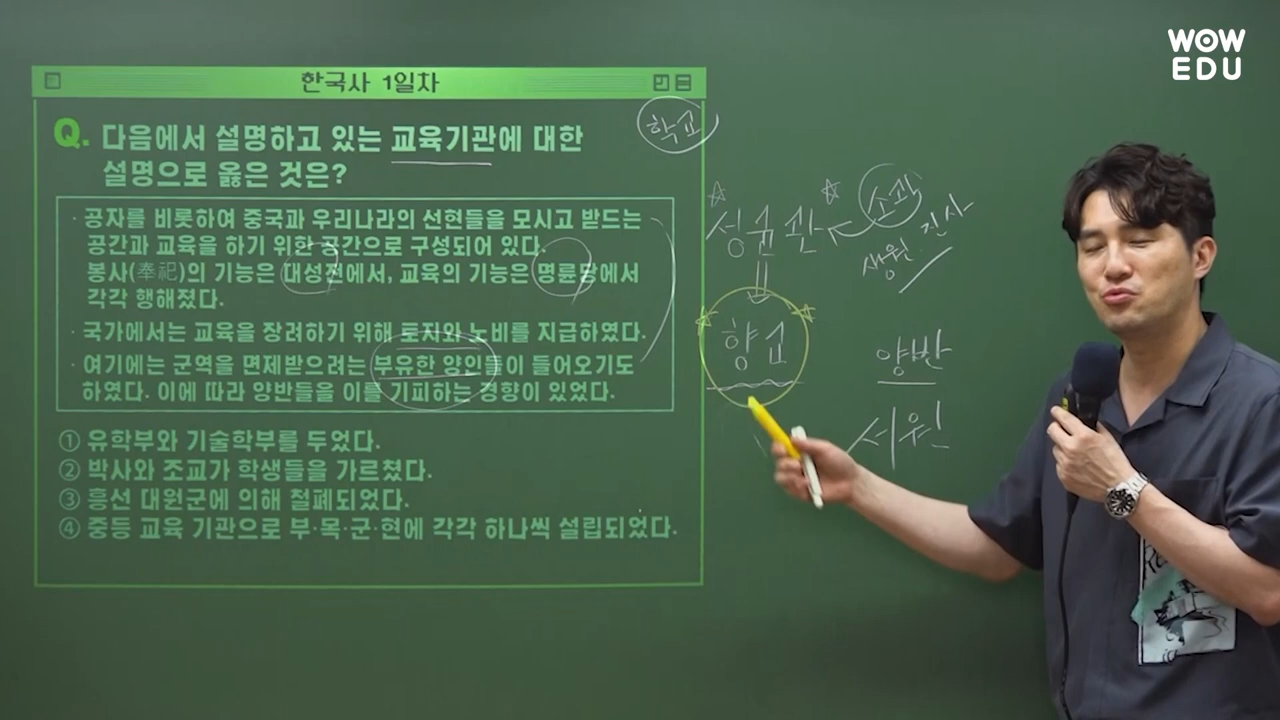 WOW
EDU
한국사 1일차
Q. 다음에서 설명하고 있는 교육기관에 대한
설명으로 옳은 것은?
· 공자를 비롯하여 중국과 우리나라의 선현들을 모시고 받드는
공간과 교육을 하기 위한 공간으로 구성되어 있다.
봉사(奉祀)의 기능은 대성전에서, 교육의 기능은 명륜당에서
각각 행해졌다.
· 국가에서는 교육을 장려하기 위해 토지와 노비를 지급하였다.
· 여기에는 군역을 면제받으려는 부유한 양인들이 들어오기도
하였다. 이에 따라 양반들을 이를 기피하는 경향이 있었다.
① 유학부와 기술학부를 두었다.
② 박사와 조교가 학생들을 가르쳤다.
③ 흥선 대원군에 의해 철폐되었다.
④ 중등 교육 기관으로 부·목·군·현에 각각 하나씩 설립되었다.
학교
성균관
소과
생원 진사
향교
양반
서원